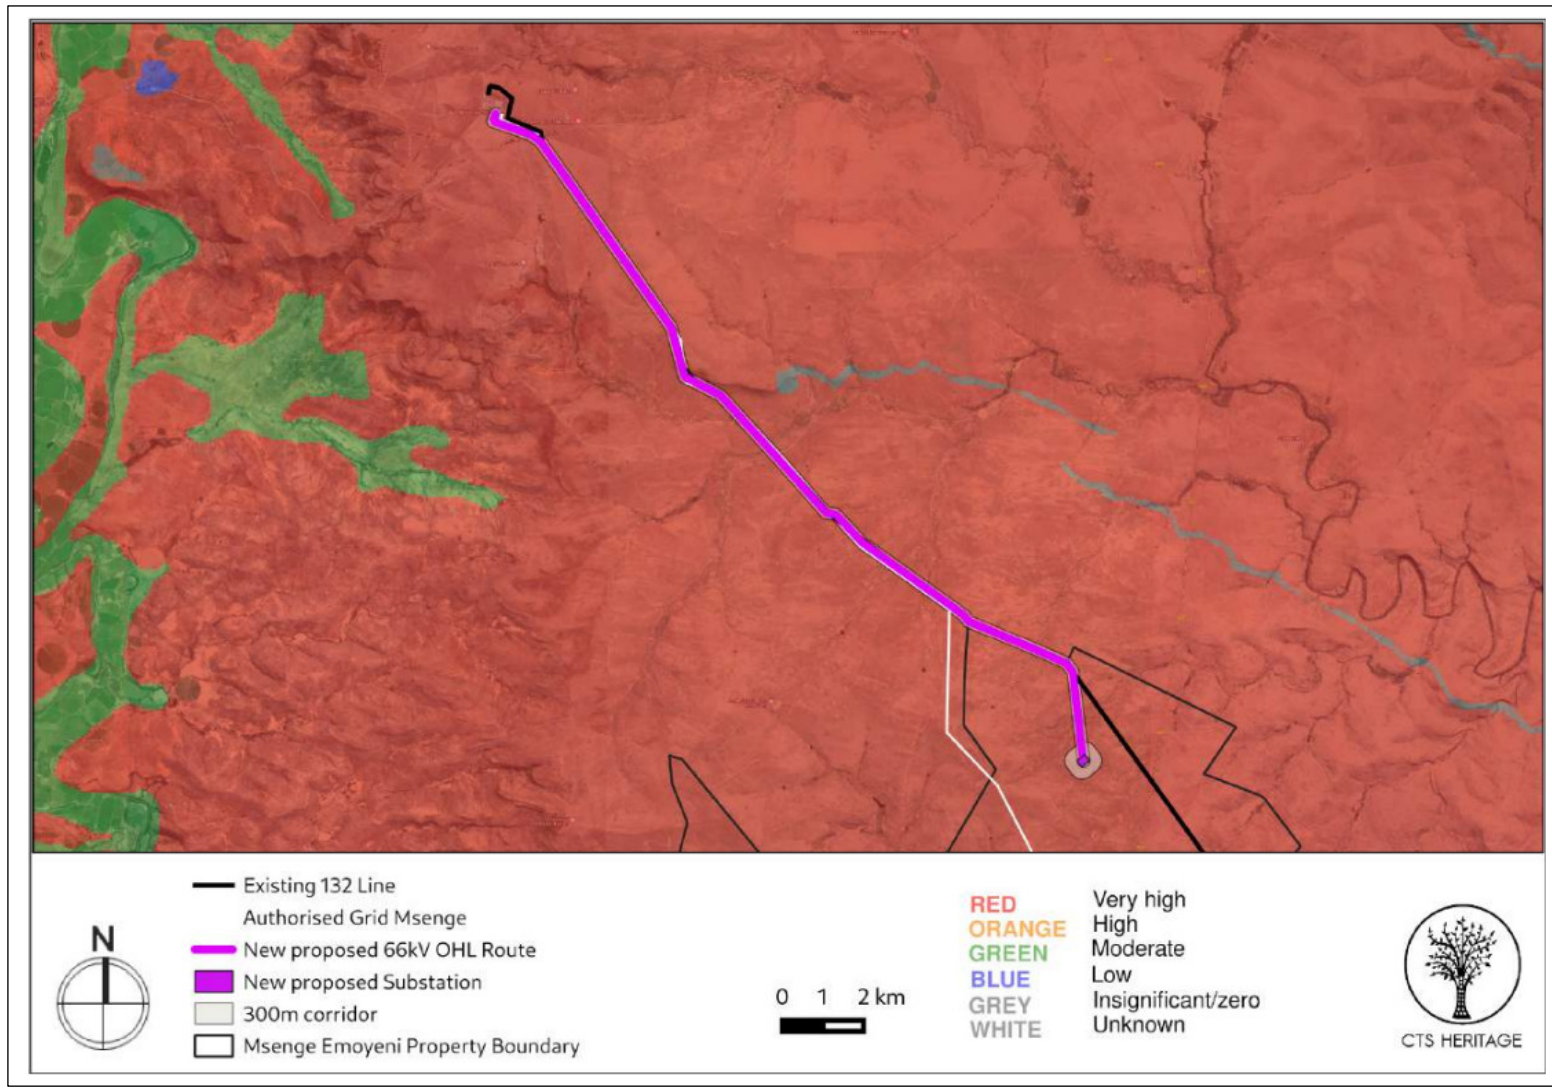 Existing 132 Line
Authorised Grid Msenge
New proposed 66kV OHL Route
New proposed Substation
300m corridor
Msenge Emoyeni Property Boundary
N
0 1 2 km
RED Very high
ORANGE High
GREEN Moderate
BLUE Low
GREY Insignificant/zero
WHITE Unknown
CTS HERITAGE